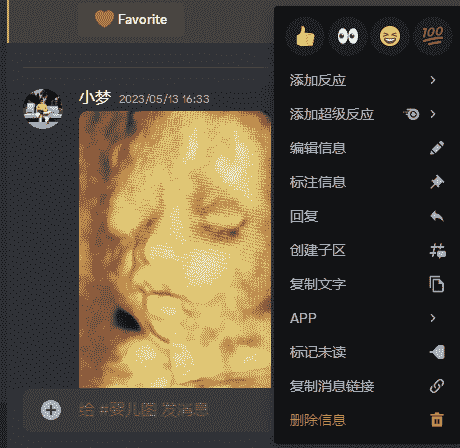 Favorite
小梦 2023/05/13 16:33
给 #婴儿图 发消息
💯
添加反应
添加超级反应
编辑信息
标注信息
回复
创建子区
复制文字
APP
标记未读
复制消息链接
删除信息